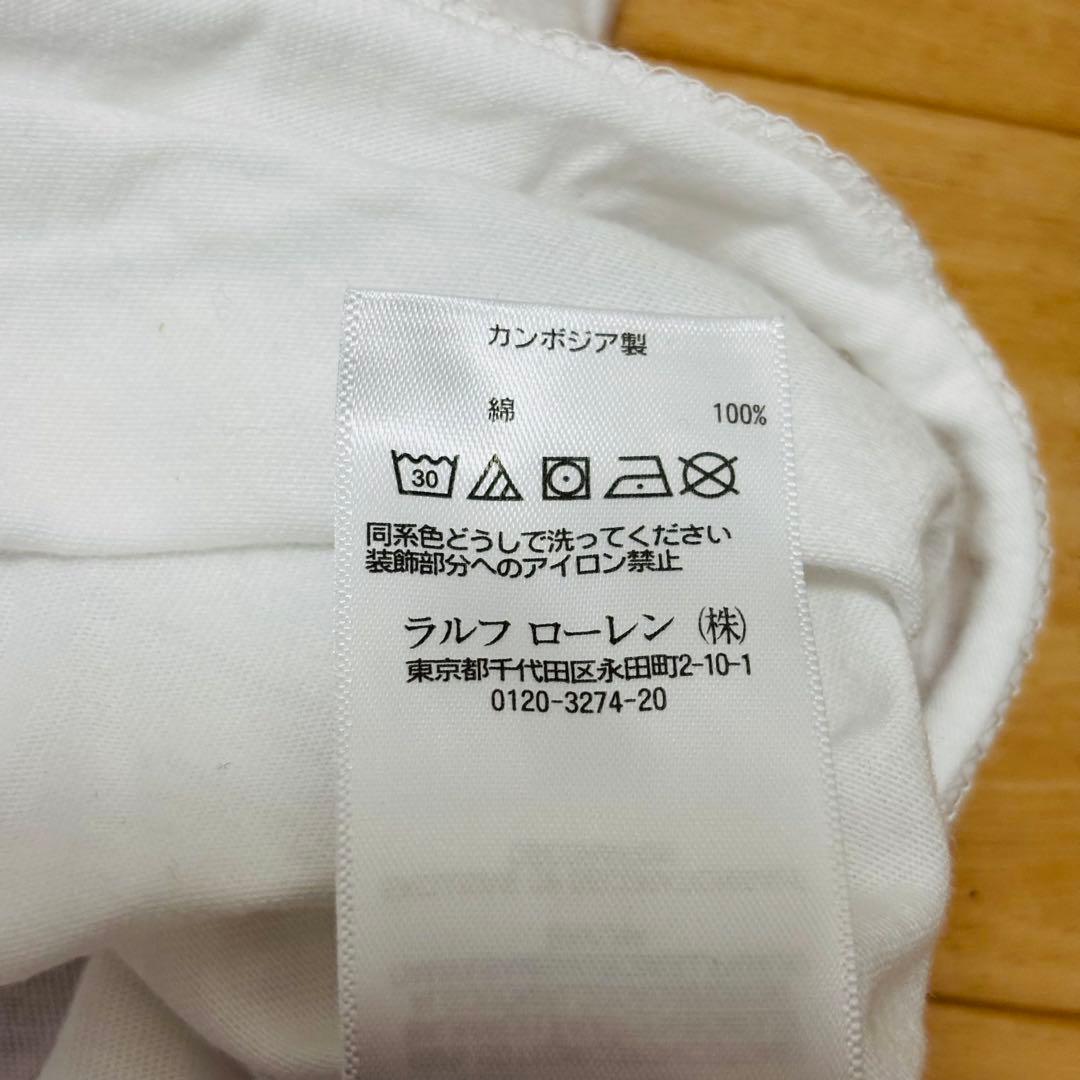 カンボジア製
綿 100%
30
同系色どうしで洗ってください
装飾部分へのアイロン禁止
ラルフ ローレン (株)
東京都千代田区永田町2-10-1
0120-3274-20